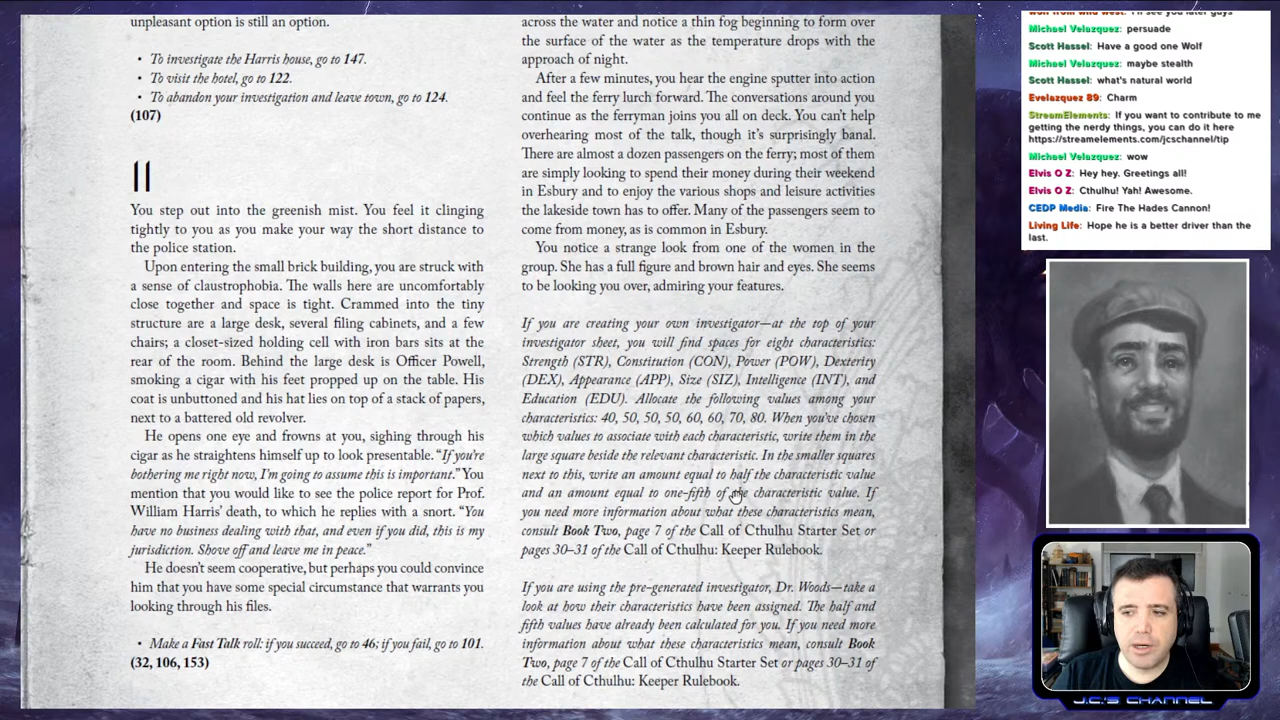 unpleasant option is still an option.
• To investigate the Harris house, go to 147.
• To visit the hotel, go to 122.
• To abandon your investigation and leave town, go to 124.
(107)
11
You step out into the greenish mist. You feel it clinging
tightly to you as you make your way the short distance to
the police station.
Upon entering the small brick building, you are struck with
a sense of claustrophobia. The walls here are uncomfortably
close together and space is tight. Crammed into the tiny
structure are a large desk, several filing cabinets, and a few
chairs; a closet-sized holding cell with iron bars sits at the
rear of the room. Behind the large desk is Officer Powell,
smoking a cigar with his feet propped up on the table. His
coat is unbuttoned and his hat lies on top of a stack of papers,
next to a battered old revolver.
He opens one eye and frowns at you, sighing through his
cigar as he straightens himself up to look presentable. “If you're
bothering me right now, I'm going to assume this is important.” You
mention that you would like to see the police report for Prof.
William Harris' death, to which he replies with a snort. “You
have no business dealing with that, and even if you did, this is my
jurisdiction. Shove off and leave me in peace.”
He doesn't seem cooperative, but perhaps you could convince
him that you have some special circumstance that warrants you
looking through his files.
• Make a Fast Talk roll: if you succeed, go to 46; if you fail, go to 101.
(32, 106, 153)
across the water and notice a thin fog beginning to form over
the surface of the water as the temperature drops with the
approach of night.
After a few minutes, you hear the engine sputter into action
and feel the ferry lurch forward. The conversations around you
continue as the ferryman joins you all on deck. You can't help
overhearing most of the talk, though it's surprisingly banal.
There are almost a dozen passengers on the ferry; most of them
are simply looking to spend their money during their weekend
in Esbury and to enjoy the various shops and leisure activities
the lakeside town has to offer. Many of the passengers seem to
come from money, as is common in Esbury.
You notice a strange look from one of the women in the
group. She has a full figure and brown hair and eyes. She seems
to be looking you over, admiring your features.
If you are creating your own investigator—at the top of your
investigator sheet, you will find spaces for eight characteristics:
Strength (STR), Constitution (CON), Power (POW), Dexterity
(DEX), Appearance (APP), Size (SIZ), Intelligence (INT), and
Education (EDU). Allocate the following values among your
characteristics: 40, 50, 50, 50, 60, 60, 70, 80. When you've chosen
which values to associate with each characteristic, write them in the
large square beside the relevant characteristic. In the smaller squares
next to this, write an amount equal to half the characteristic value
and an amount equal to one-fifth of the characteristic value. If
you need more information about what these characteristics mean,
consult Book Two, page 7 of the Call of Cthulhu Starter Set or
pages 30–31 of the Call of Cthulhu: Keeper Rulebook.
If you are using the pre-generated investigator, Dr. Woods—take a
look at how their characteristics have been assigned. The half and
fifth values have already been calculated for you. If you need more
information about what these characteristics mean, consult Book
Two, page 7 of the Call of Cthulhu Starter Set or pages 30–31 of
the Call of Cthulhu: Keeper Rulebook.
Michael Velazquez: persuade
Scott Hassel: Have a good one Wolf
Michael Velazquez: maybe stealth
Scott Hassel: what's natural world
Evelazquez 89: Charm
StreamElements: If you want to contribute to me
getting the nerdy things, you can do it here
https://streamelements.com/jcschannel/tip
Michael Velazquez: wow
Elvis O Z: Hey hey. Greetings all!
Elvis O Z: Cthulhu! Yah! Awesome.
CEDP Media: Fire The Hades Cannon!
Living Life: Hope he is a better driver than the
last.
J.C.'S CHANNEL